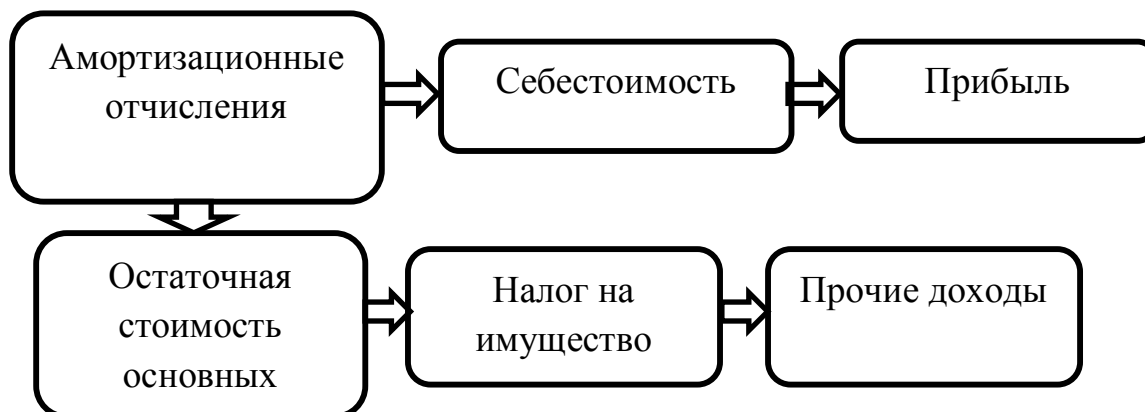 Амортизационные
отчисления
Себестоимость
Прибыль
Остаточная
стоимость
основных
Налог на
имущество
Прочие доходы